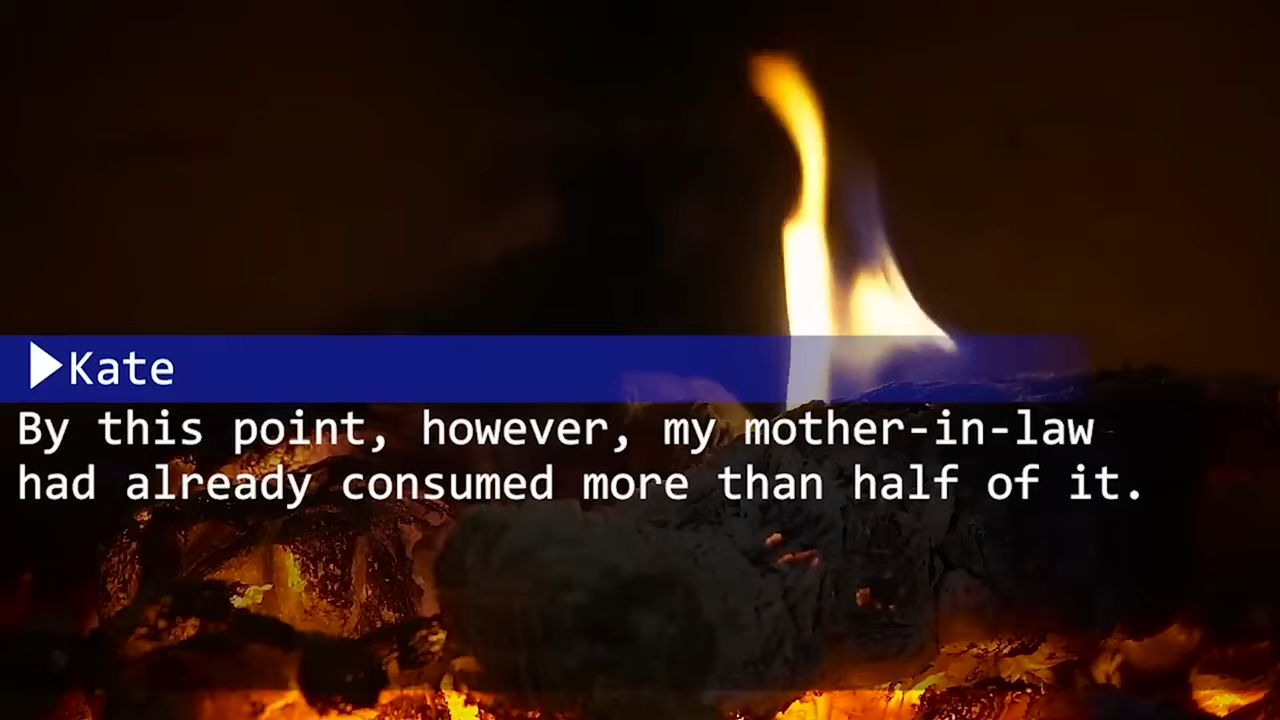 ▶Kate
By this point, however, my mother-in-law
had already consumed more than half of it.